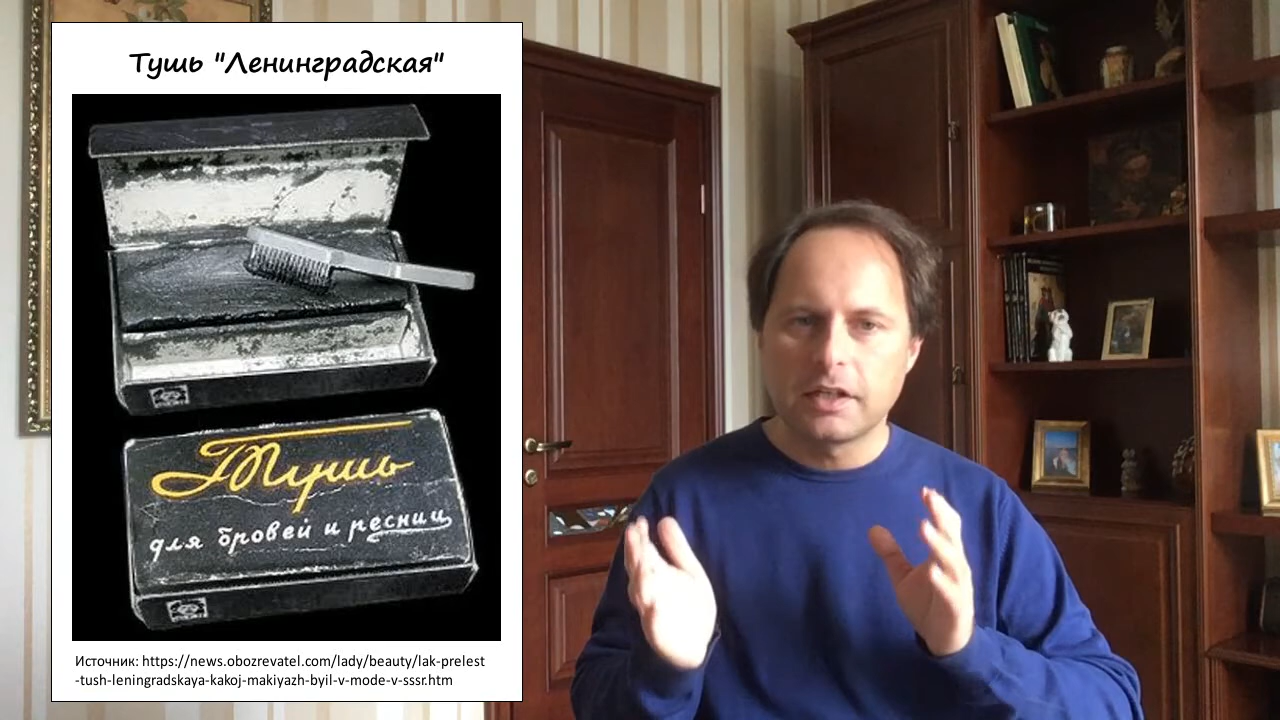 Тушь "Ленинградская"
Тушь
для бровей и ресниц
Источник: https://news.obozrevatel.com/lady/beauty/lak-prelest
-tush-leningradskaya-kakoj-makiyazh-byil-v-mode-v-sssr.htm